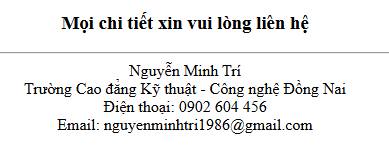 Mọi chi tiết xin vui lòng liên hệ
Nguyễn Minh Trí
Trường Cao đẳng Kỹ thuật - Công nghệ Đồng Nai
Điện thoại: 0902 604 456
Email: nguyenminhtri1986@gmail.com